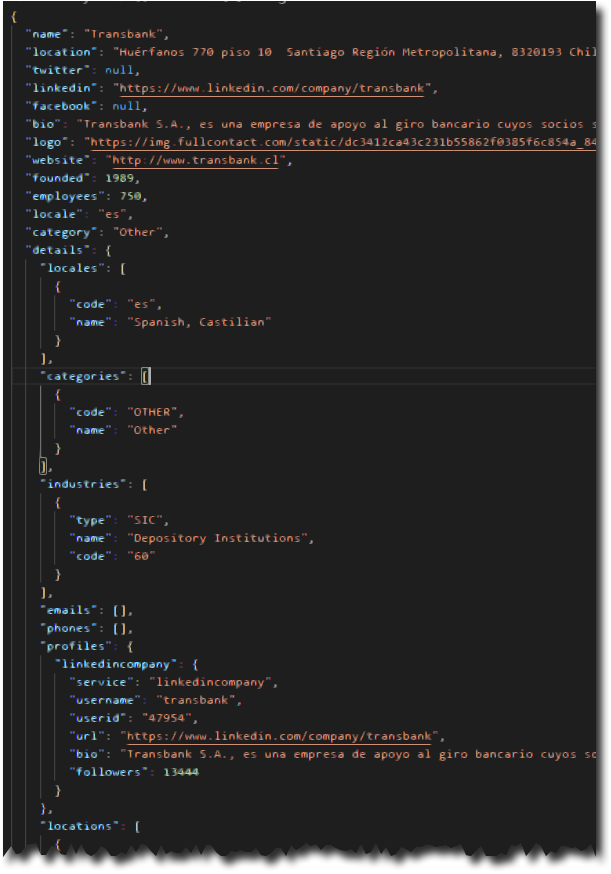 {
"name": "Transbank",
"location": "Huérfanos 770 piso 10  Santiago Región Metropolitana, 8320193 Chil
"twitter": null,
"linkedin": "https://www.linkedin.com/company/transbank",
"facebook": null,
"bio": "Transbank S.A., es una empresa de apoyo al giro bancario cuyos socios s
"logo": "https://img.fullcontact.com/static/dc3412ca43c231b55862f0385f6c854a_84
"website": "http://www.transbank.cl",
"founded": 1989,
"employees": 750,
"locale": "es",
"category": "Other",
"details": {
"locales": [
{
"code": "es",
"name": "Spanish, Castilian"
}
],
"categories": [
{
"code": "OTHER",
"name": "Other"
}
],
"industries": [
{
"type": "SIC",
"name": "Depository Institutions",
"code": "60"
}
],
"emails": [],
"phones": [],
"profiles": {
"linkedincompany": {
"service": "linkedincompany",
"username": "transbank",
"userid": "47954",
"url": "https://www.linkedin.com/company/transbank",
"bio": "Transbank S.A., es una empresa de apoyo al giro bancario cuyos so
"followers": 13444
}
},
"locations": [
{